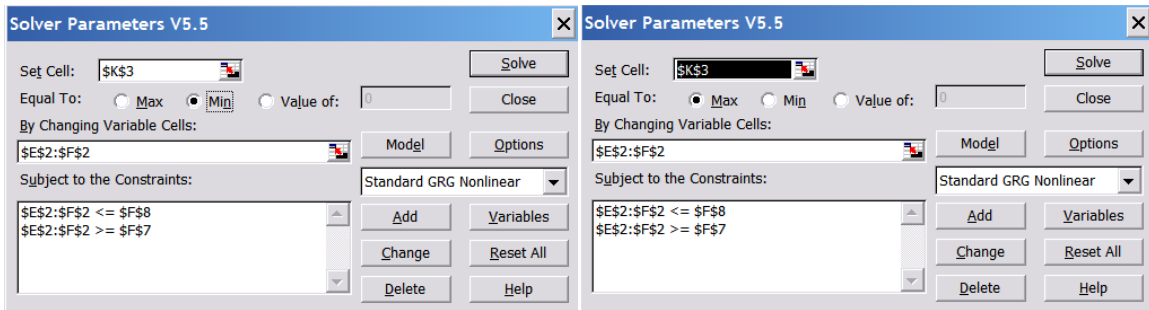 Solver Parameters V5.5
Set Cell: $K$3 Solve
Equal To: Max Min Value of: 0 Close
By Changing Variable Cells:
$E$2:$F$2 Model Options
Subject to the Constraints: Standard GRG Nonlinear
$E$2:$F$2 <= $F$8 Add Variables
$E$2:$F$2 >= $F$7
Change Reset All
Delete Help
Solver Parameters V5.5
Set Cell: $K$3 Solve
Equal To: Max Min Value of: 0 Close
By Changing Variable Cells:
$E$2:$F$2 Model Options
Subject to the Constraints: Standard GRG Nonlinear
$E$2:$F$2 <= $F$8 Add Variables
$E$2:$F$2 >= $F$7
Change Reset All
Delete Help